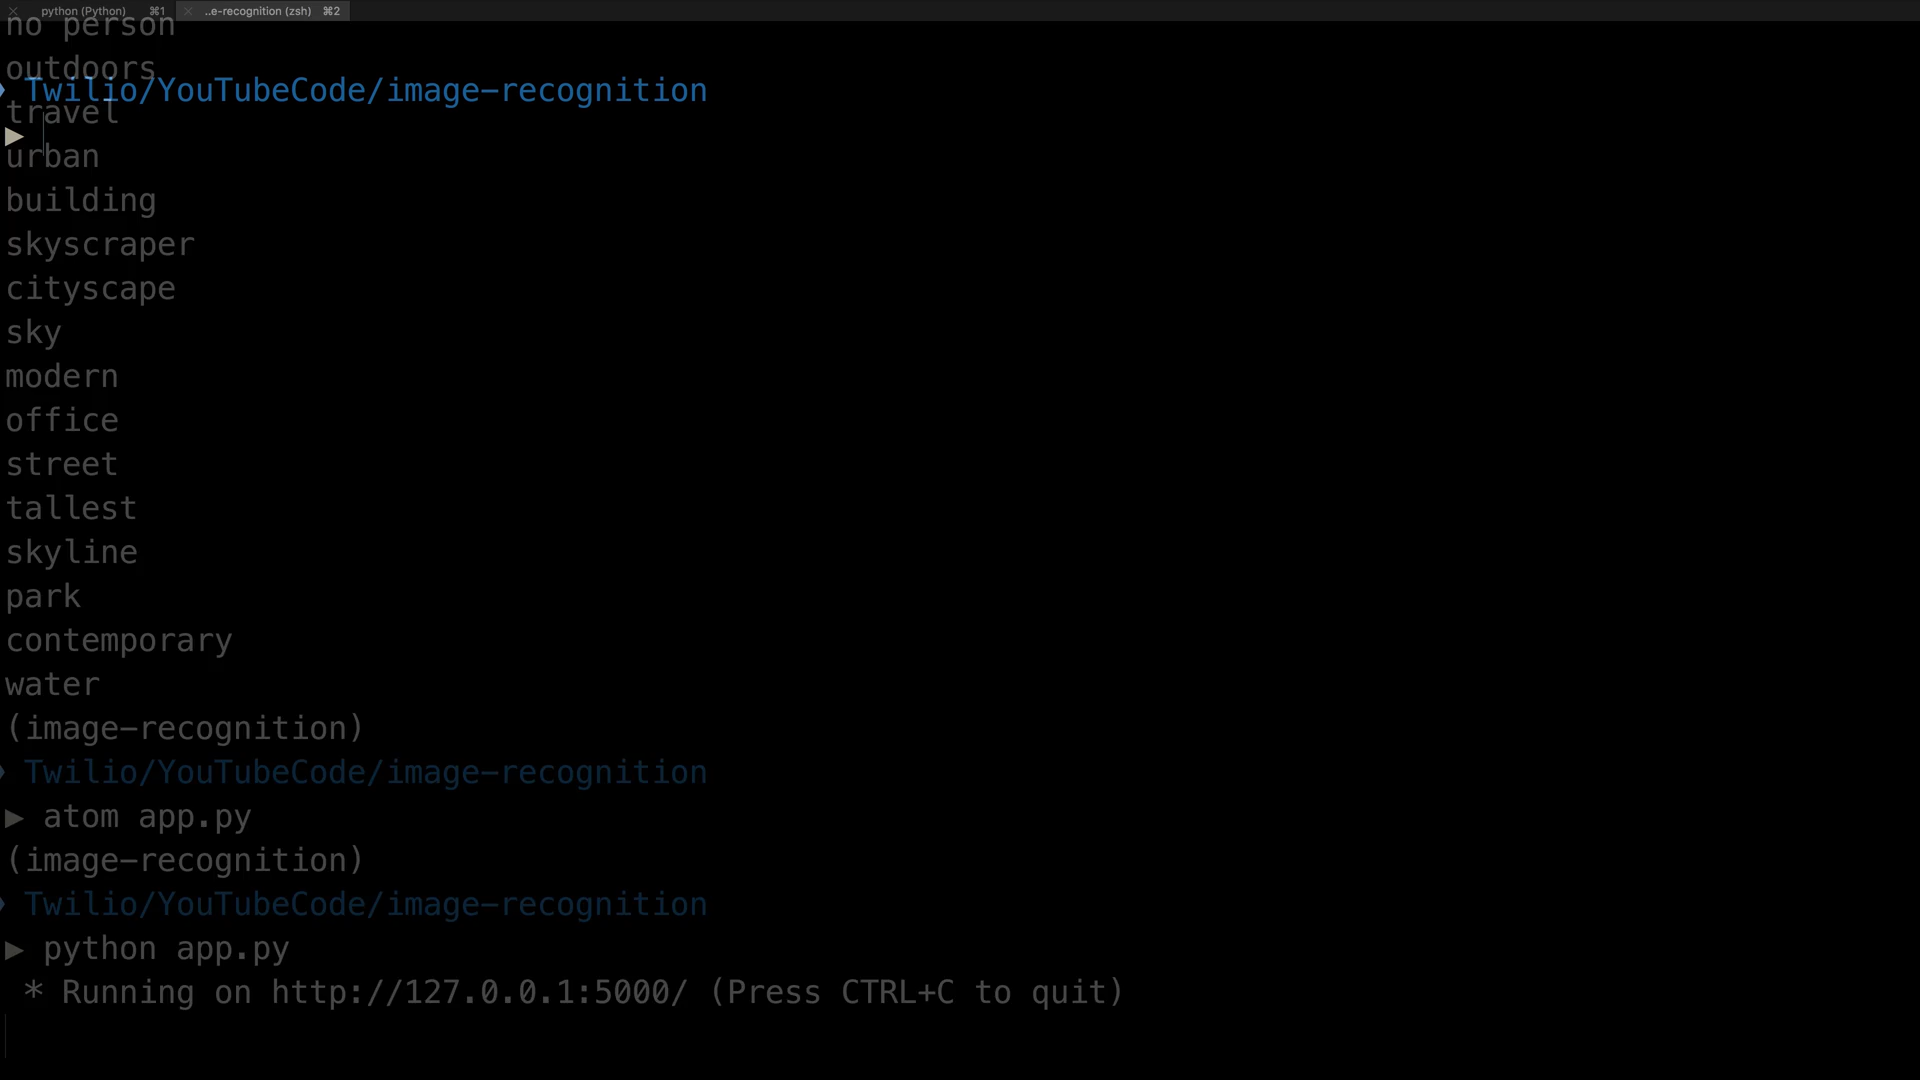 python (Python) ⌘1 ..e-recognition (zsh) ⌘2
no person
outdoors
Twilio/YouTubeCode/image-recognition
travel
▶
urban
building
skyscraper
cityscape
sky
modern
office
street
tallest
skyline
park
contemporary
water
(image-recognition)
Twilio/YouTubeCode/image-recognition
▶ atom app.py
(image-recognition)
Twilio/YouTubeCode/image-recognition
▶ python app.py
* Running on http://127.0.0.1:5000/ (Press CTRL+C to quit)